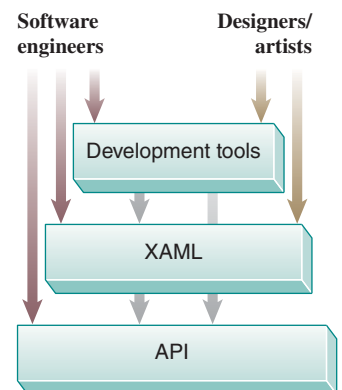 Software
engineers
Designers/
artists
Development tools
XAML
API